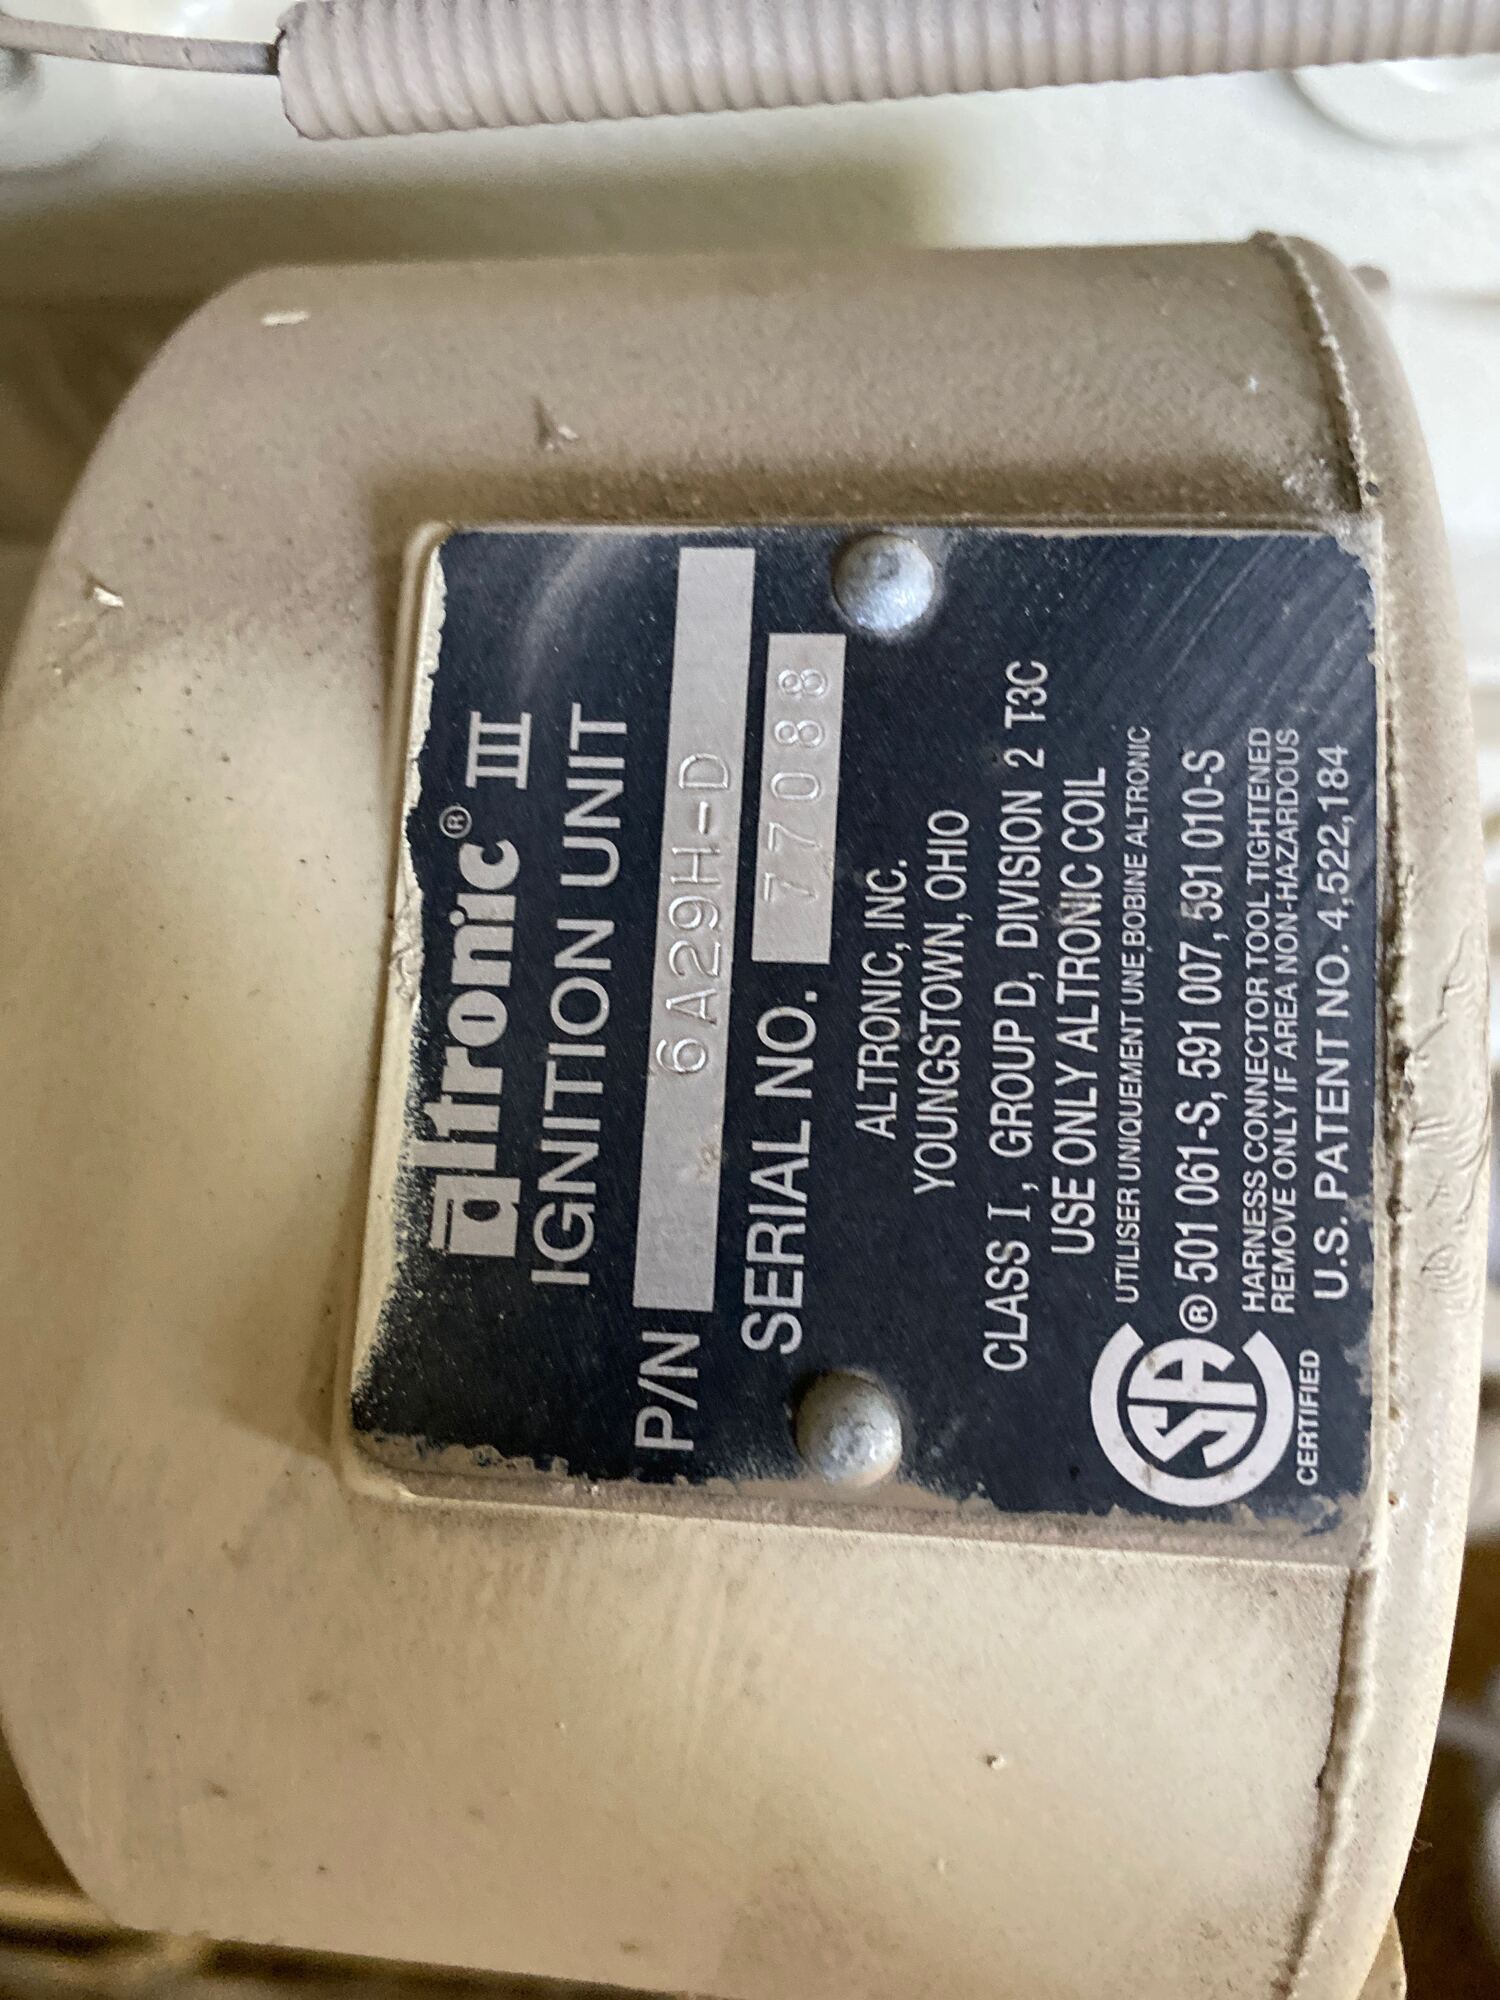 altronic® III
IGNITION UNIT
P/N 6A29H-D
SERIAL NO. 77088
ALTRONIC, INC.
YOUNGSTOWN, OHIO
CLASS I, GROUP D, DIVISION 2 T3C
USE ONLY ALTRONIC COIL
UTILISER UNIQUEMENT UNE BOBINE ALTRONIC
SA® 501 061-S, 591 007, 591 010-S
HARNESS CONNECTOR TOOL TIGHTENED
REMOVE ONLY IF AREA NON-HAZARDOUS
CERTIFIED U.S. PATENT NO. 4,522,184